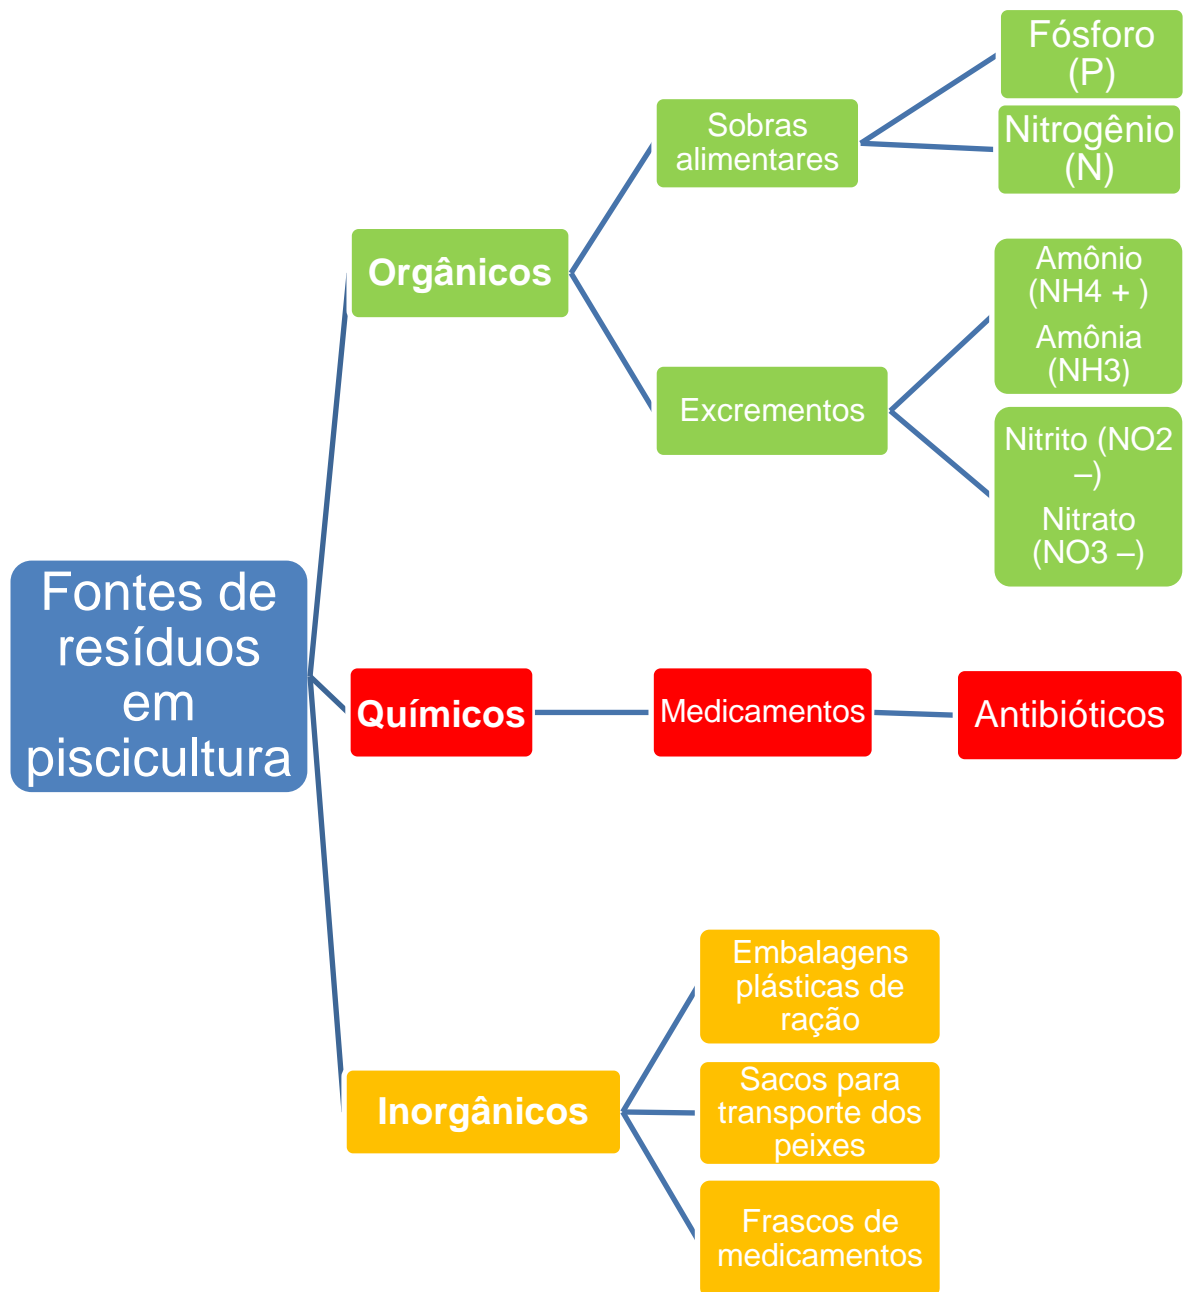 Fontes de
resíduos
em
piscicultura
Orgânicos
Sobras
alimentares
Fósforo
(P)
Nitrogênio
(N)
Excrementos
Amônio
(NH4 + )
Amônia
(NH3)
Nitrito (NO2
–)
Nitrato
(NO3 –)
Químicos
Medicamentos
Antibióticos
Inorgânicos
Embalagens
plásticas de
ração
Sacos para
transporte dos
peixes
Frascos de
medicamentos